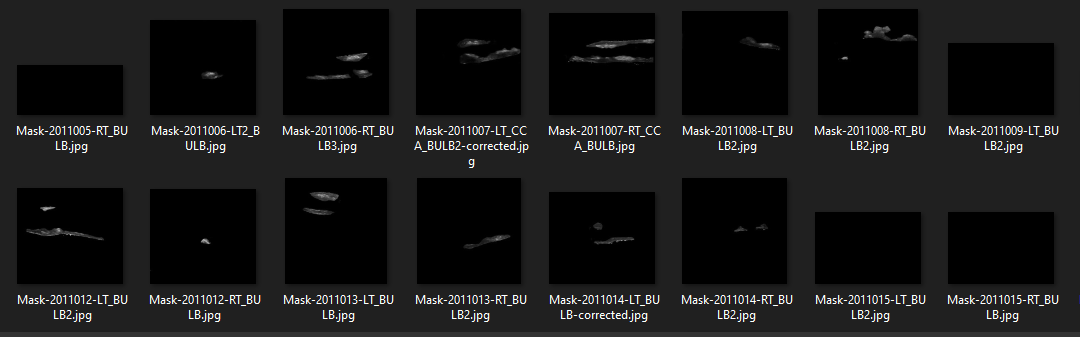 Mask-2011005-RT_BU
LB.jpg
Mask-2011006-LT2_B
ULB.jpg
Mask-2011006-RT_BU
LB3.jpg
Mask-2011007-LT_CC
A_BULB2-corrected.jp
g
Mask-2011007-RT_CC
A_BULB.jpg
Mask-2011008-LT_BU
LB2.jpg
Mask-2011008-RT_BU
LB2.jpg
Mask-2011009-LT_BU
LB2.jpg
Mask-2011012-LT_BU
LB2.jpg
Mask-2011012-RT_BU
LB.jpg
Mask-2011013-LT_BU
LB.jpg
Mask-2011013-RT_BU
LB2.jpg
Mask-2011014-LT_BU
LB-corrected.jpg
Mask-2011014-RT_BU
LB2.jpg
Mask-2011015-LT_BU
LB2.jpg
Mask-2011015-RT_BU
LB.jpg